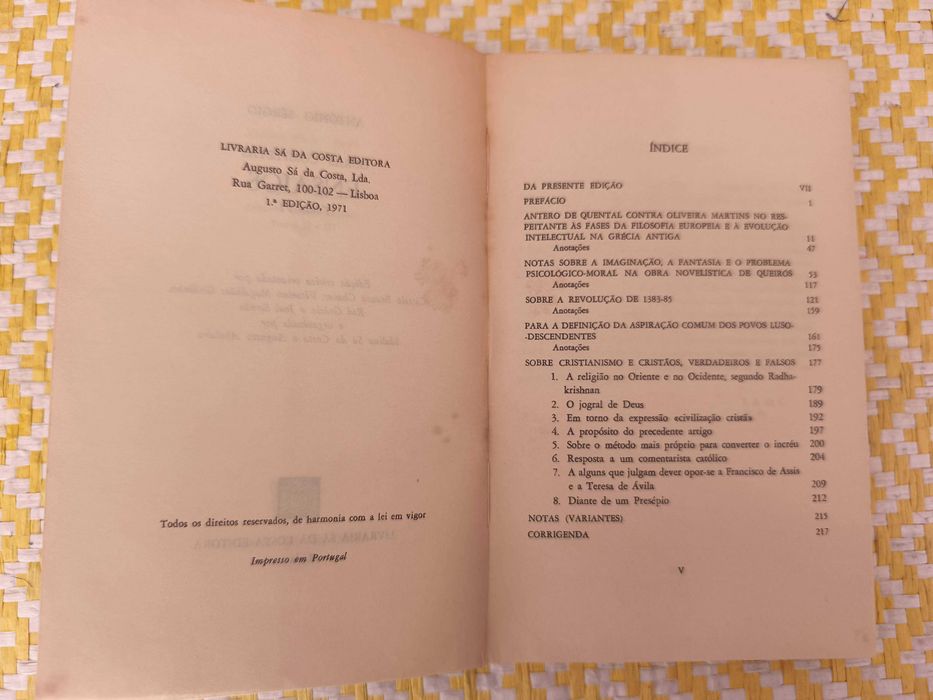 LIVRARIA SÁ DA COSTA EDITORA
Augusto Sá da Costa, Lda.
Rua Garret, 100-102 — Lisboa
1.ª EDIÇÃO, 1971
Todos os direitos reservados, de harmonia com a lei em vigor
Impresso em Portugal
ÍNDICE
DA PRESENTE EDIÇÃO VII
PREFÁCIO 1
ANTERO DE QUENTAL CONTRA OLIVEIRA MARTINS NO RES-
PEITANTE ÀS FASES DA FILOSOFIA EUROPEIA E À EVOLUÇÃO
INTELECTUAL NA GRÉCIA ANTIGA 11
Anotações 47
NOTAS SOBRE A IMAGINAÇÃO, A FANTASIA E O PROBLEMA
PSICOLÓGICO-MORAL NA OBRA NOVELÍSTICA DE QUEIRÓS 53
Anotações 117
SOBRE A REVOLUÇÃO DE 1383-85 121
Anotações 159
PARA A DEFINIÇÃO DA ASPIRAÇÃO COMUM DOS POVOS LUSO-
-DESCENDENTES 161
Anotações 175
SOBRE CRISTIANISMO E CRISTÃOS, VERDADEIROS E FALSOS 177
1. A religião no Oriente e no Ocidente, segundo Radha-
krishnan 179
2. O jogral de Deus 189
3. Em torno da expressão «civilização cristã» 192
4. A propósito do precedente artigo 197
5. Sobre o método mais próprio para converter o incréu 200
6. Resposta a um comentarista católico 204
7. A alguns que julgam dever opor-se a Francisco de Assis
e a Teresa de Ávila 209
8. Diante de um Presépio 212
NOTAS (VARIANTES) 215
CORRIGENDA 217
V